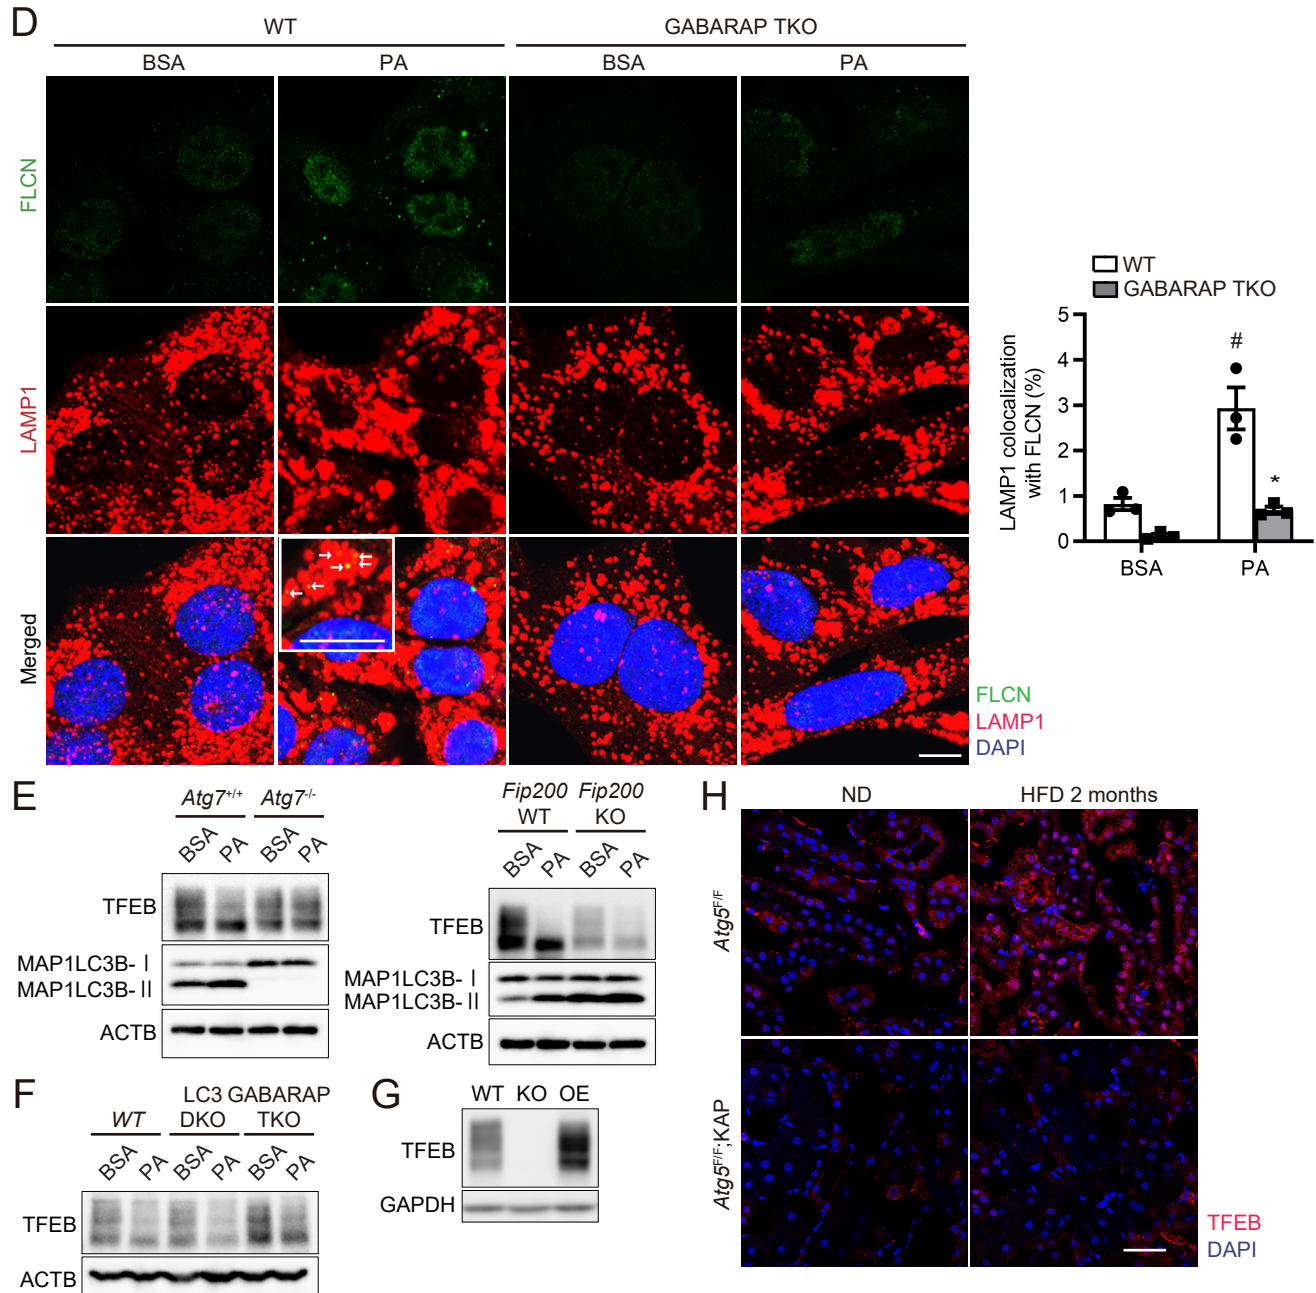 D
WT
GABARAP TKO
BSA
PA
BSA
PA
FLCN
LAMP1
Merged
FLCN
LAMP1
DAPI
WT
GABARAP TKO
LAMP1 colocalization
with FLCN (%)
5
4
3
2
1
0
#
*
BSA
PA
E
Atg7+/+
Atg7-/-
BSA
PA
BSA
PA
TFEB
MAP1LC3B-Ⅰ
MAP1LC3B-Ⅱ
ACTB
Fip200
WT
Fip200
KO
BSA
PA
BSA
PA
TFEB
MAP1LC3B-Ⅰ
MAP1LC3B-Ⅱ
ACTB
F
WT
LC3
DKO
GABARAP
TKO
BSA
PA
BSA
PA
BSA
PA
TFEB
ACTB
G
WT
KO
OE
TFEB
GAPDH
H
ND
HFD 2 months
Atg5F/F
Atg5F/F;KAP
TFEB
DAPI